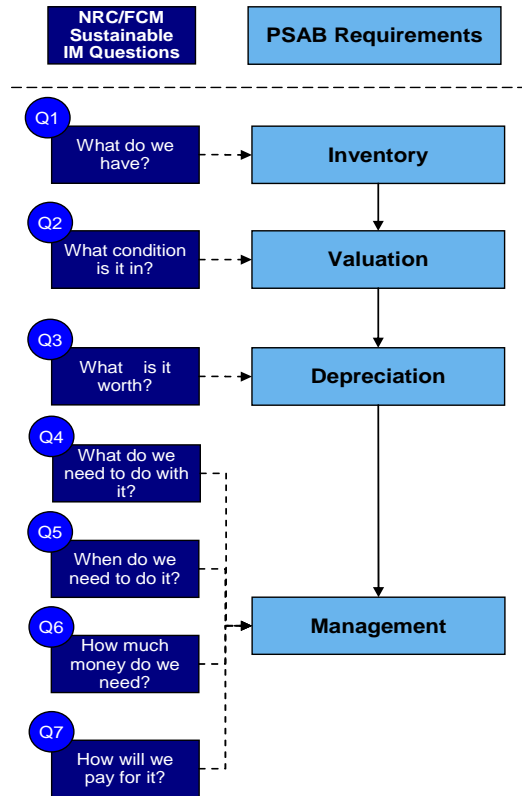 NRC/FCM
Sustainable
IM Questions
PSAB Requirements
Q1
What do we
have?
Inventory
Q2
What condition
is it in?
Valuation
Q3
What is it
worth?
Depreciation
Q4
What do we
need to do with
it?
Q5
When do we
need to do it?
Q6
How much
money do we
need?
Management
Q7
How will we
pay for it?